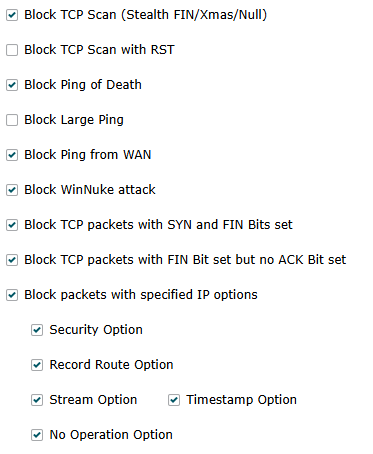 Block TCP Scan (Stealth FIN/Xmas/Null)
Block TCP Scan with RST
Block Ping of Death
Block Large Ping
Block Ping from WAN
Block WinNuke attack
Block TCP packets with SYN and FIN Bits set
Block TCP packets with FIN Bit set but no ACK Bit set
Block packets with specified IP options
Security Option
Record Route Option
Stream Option Timestamp Option
No Operation Option